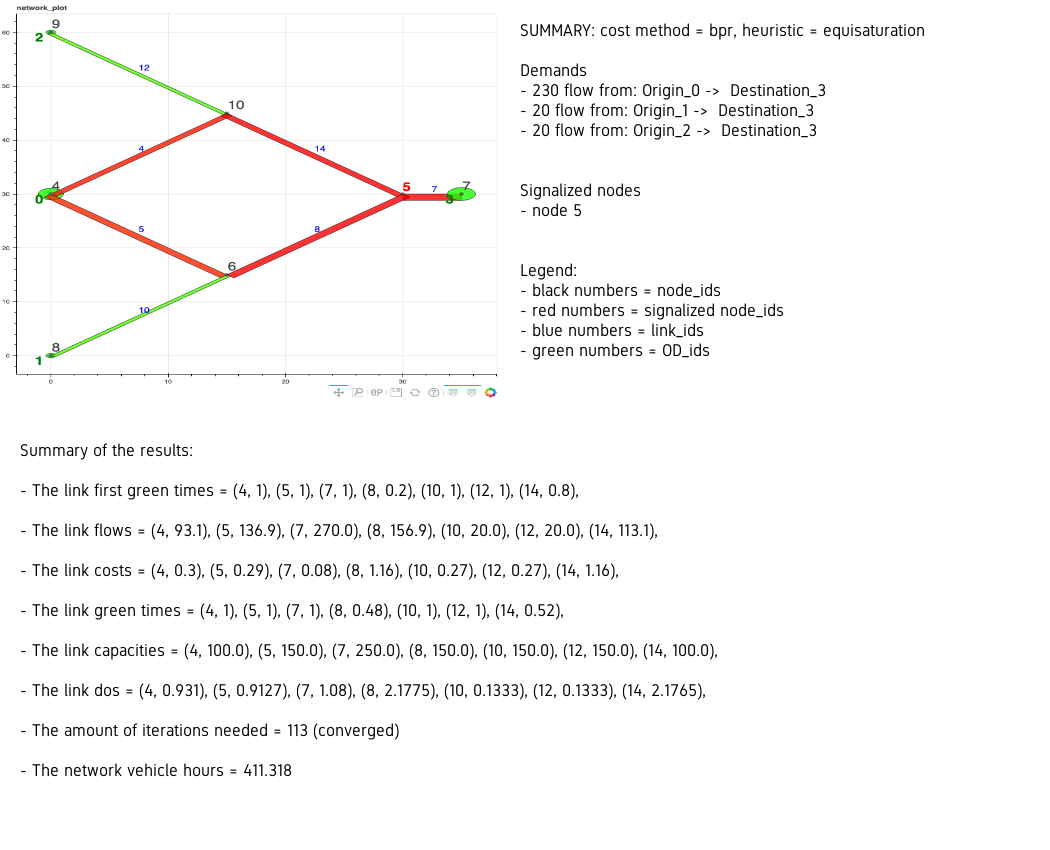 network_plot
60
50
40
30
20
10
0
0
10
20
30
9
2
12
10
4
14
4
0
5
7
7
3
5
8
6
10
8
1
SUMMARY: cost method = bpr, heuristic = equisaturation
Demands
- 230 flow from: Origin_0 -> Destination_3
- 20 flow from: Origin_1 -> Destination_3
- 20 flow from: Origin_2 -> Destination_3
Signalized nodes
- node 5
Legend:
- black numbers = node_ids
- red numbers = signalized node_ids
- blue numbers = link_ids
- green numbers = OD_ids
Summary of the results:
- The link first green times = (4, 1), (5, 1), (7, 1), (8, 0.2), (10, 1), (12, 1), (14, 0.8),
- The link flows = (4, 93.1), (5, 136.9), (7, 270.0), (8, 156.9), (10, 20.0), (12, 20.0), (14, 113.1),
- The link costs = (4, 0.3), (5, 0.29), (7, 0.08), (8, 1.16), (10, 0.27), (12, 0.27), (14, 1.16),
- The link green times = (4, 1), (5, 1), (7, 1), (8, 0.48), (10, 1), (12, 1), (14, 0.52),
- The link capacities = (4, 100.0), (5, 150.0), (7, 250.0), (8, 150.0), (10, 150.0), (12, 150.0), (14, 100.0),
- The link dos = (4, 0.931), (5, 0.9127), (7, 1.08), (8, 2.1775), (10, 0.1333), (12, 0.1333), (14, 2.1765),
- The amount of iterations needed = 113 (converged)
- The network vehicle hours = 411.318